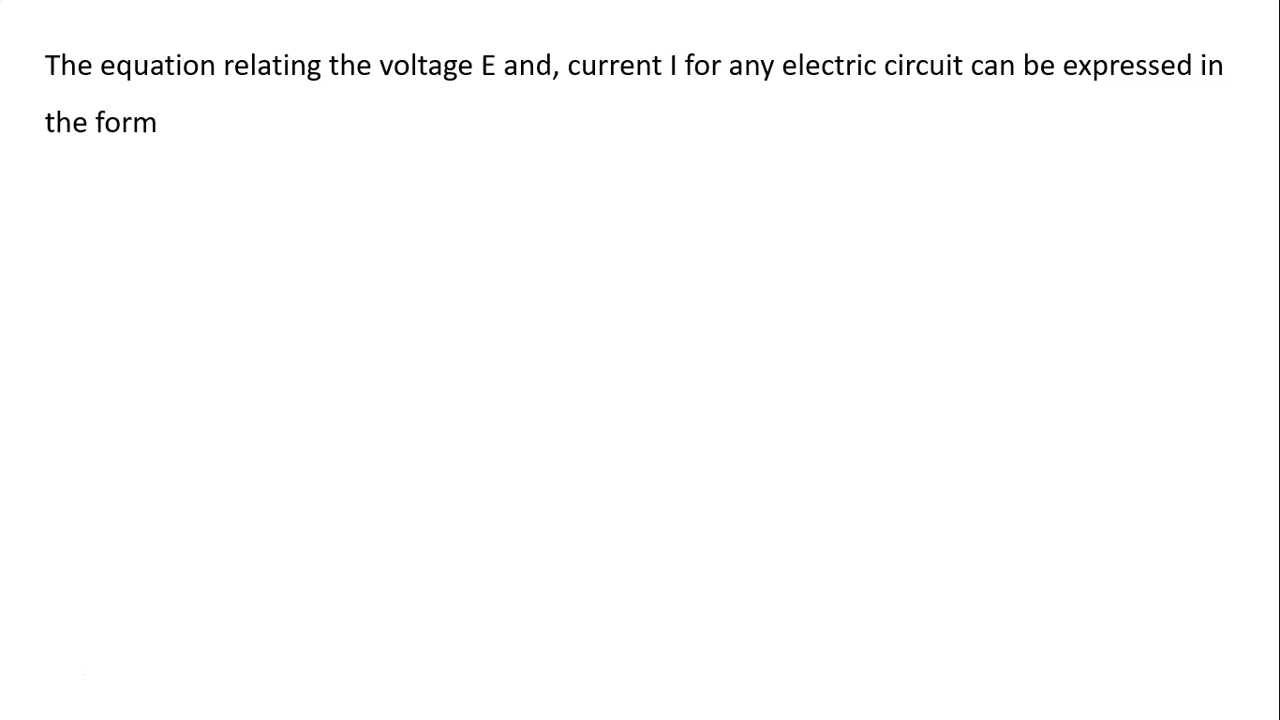 The equation relating the voltage E and, current I for any electric circuit can be expressed in
the form